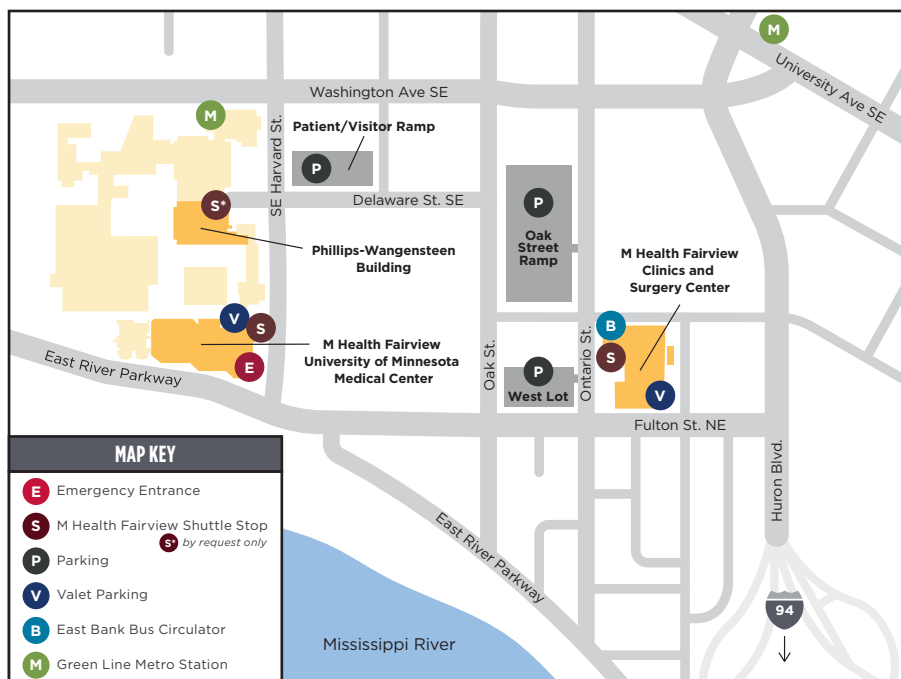 M
University Ave SE
Washington Ave SE
M
SE Harvard St.
Patient/Visitor Ramp
P
S*
Delaware St. SE
P
Oak
Street
Ramp
Phillips-Wangensteen
Building
M Health Fairview
Clinics and
Surgery Center
V
S
B
S
M Health Fairview
University of Minnesota
Medical Center
E
East River Parkway
Oak St.
P
West Lot
Ontario St.
V
Fulton St. NE
Huron Blvd.
East River Parkway
94
Mississippi River
MAP KEY
E Emergency Entrance
S M Health Fairview Shuttle Stop
S* by request only
P Parking
V Valet Parking
B East Bank Bus Circulator
M Green Line Metro Station